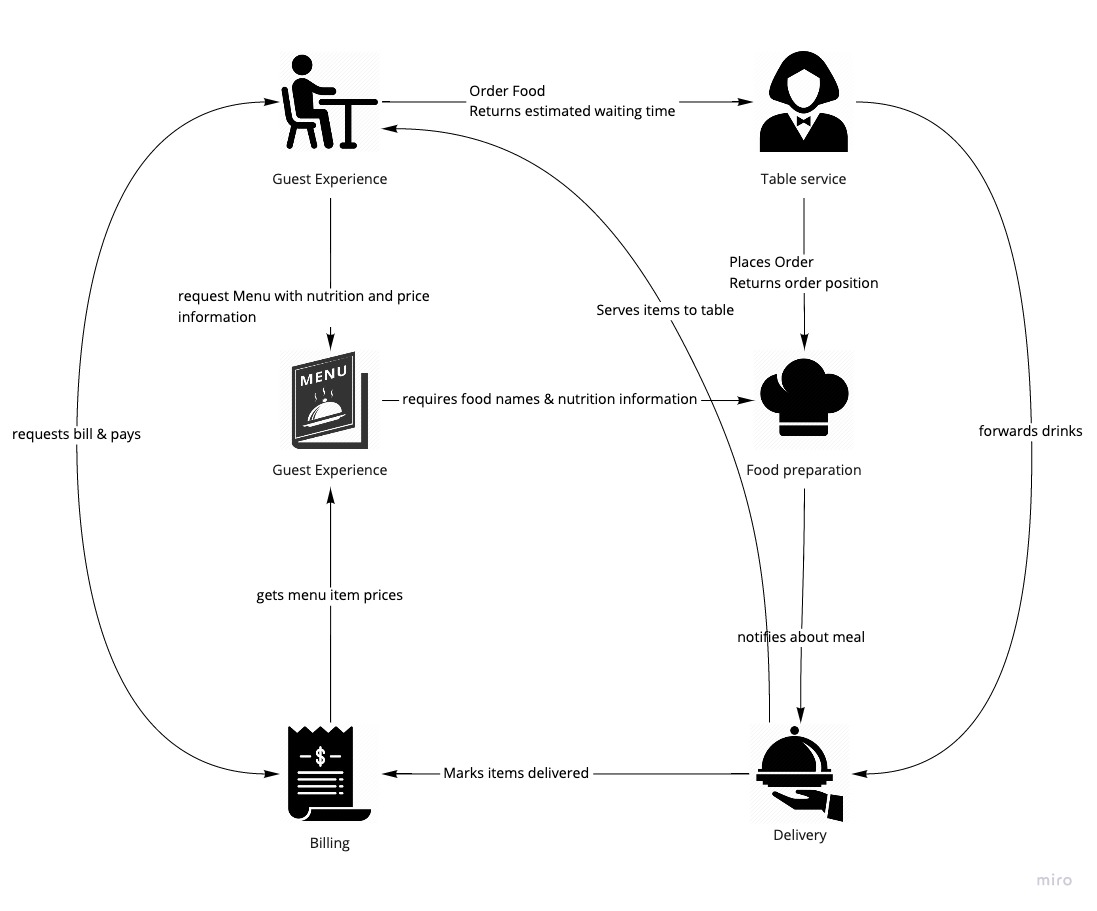 Order Food
Returns estimated waiting time
Guest Experience
Table service
Places Order
Returns order position
request Menu with nutrition and price
information
Serves items to table
MENU
requires food names & nutrition information
requests bill & pays
forwards drinks
Guest Experience
Food preparation
gets menu item prices
notifies about meal
$
Marks items delivered
Billing
Delivery
miro